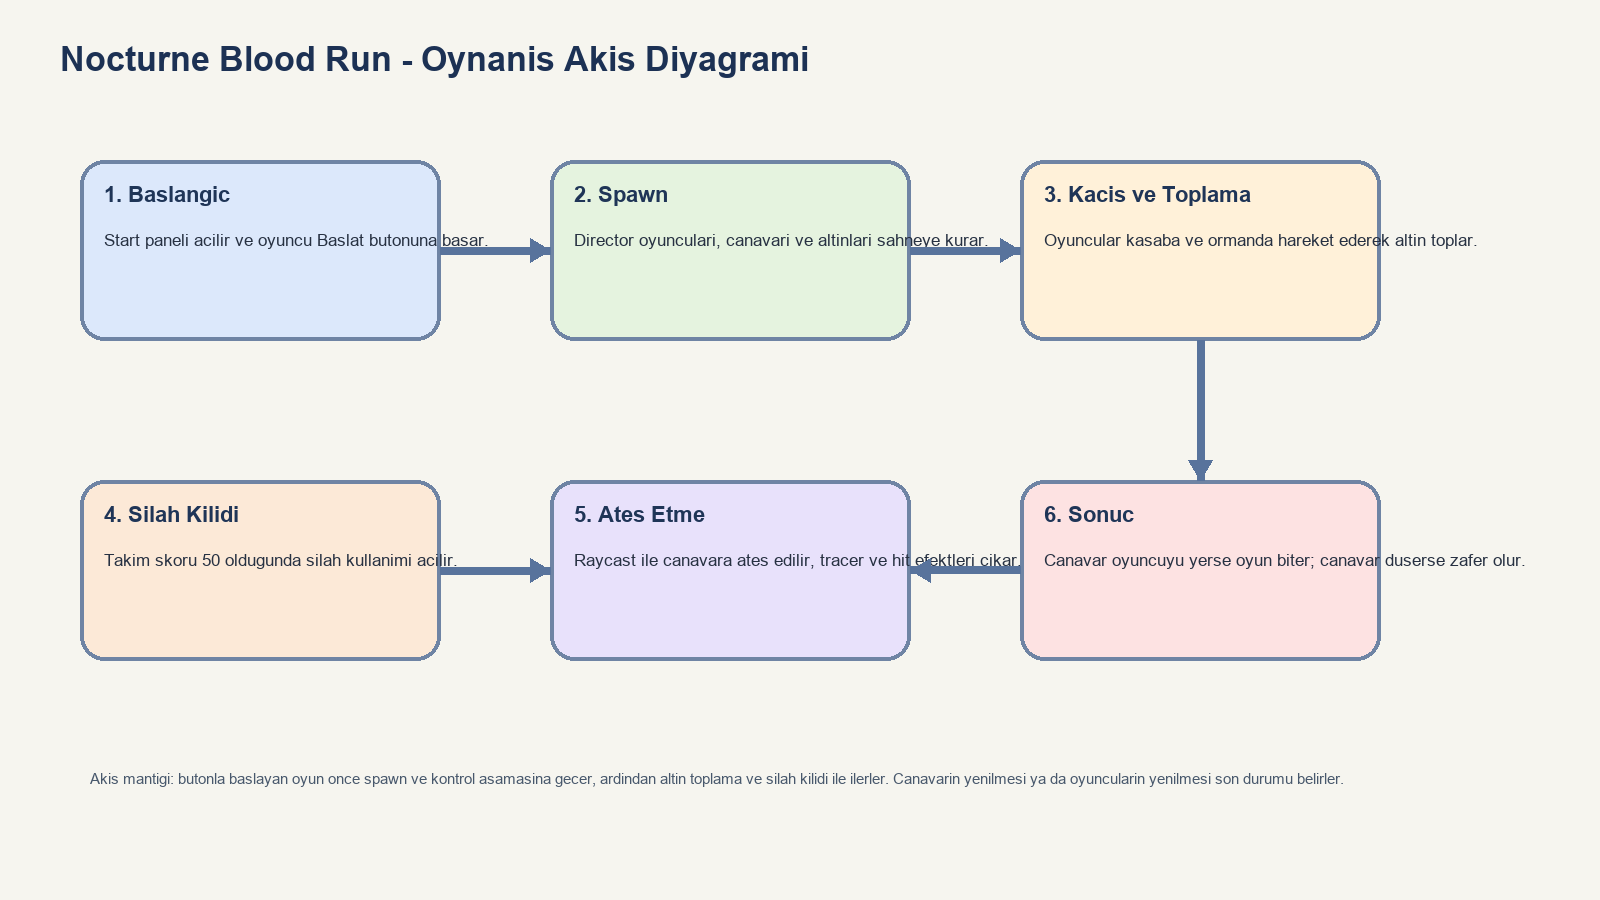 Nocturne Blood Run - Oynanis Akis Diyagrami
1. Baslangic
Start paneli acilir ve oyuncu Baslat butonuna basar.
2. Spawn
Director oyunculari, canavari ve altinlari sahneye kurar.
3. Kacis ve Toplama
Oyuncular kasaba ve ormanda hareket ederek altin toplar.
4. Silah Kilidi
Takim skoru 50 oldugunda silah kullanimi acilir.
5. Ates Etme
Raycast ile canavara ates edilir, tracer ve hit efektleri cikar.
6. Sonuc
Canavar oyuncuyu yerse oyun biter; canavar duserse zafer olur.
Akis mantigi: butonla baslayan oyun once spawn ve kontrol asamasina gecer, ardindan altin toplama ve silah kilidi ile ilerler. Canavarin yenilmesi ya da oyuncularin yenilmesi son durumu belirler.